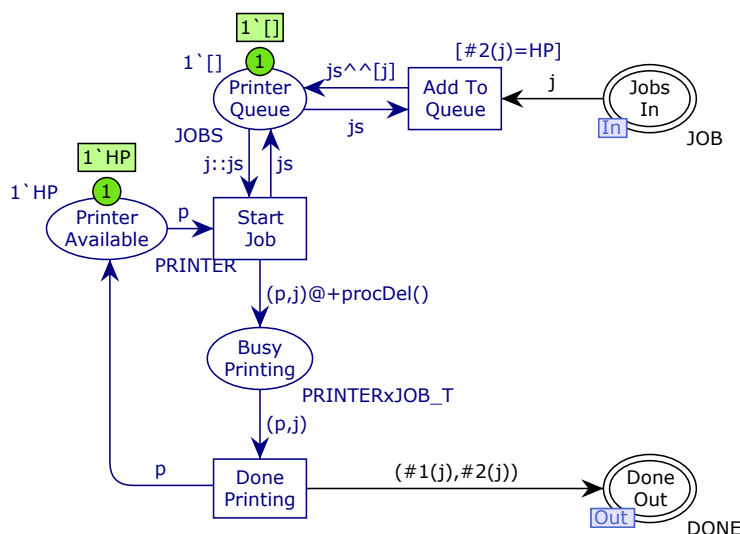 1`[]
1`[]
1
Printer
Queue
JOBS
js^^[j]
js
[#2(j)=HP]
Add To
Queue
j
Jobs
In
In
JOB
j::js
js
1`HP
1`HP
1
Printer
Available
p
PRINTER
Start
Job
(p,j)@+procDel()
Busy
Printing
PRINTERxJOB_T
(p,j)
p
Done
Printing
(#1(j),#2(j))
Done
Out
Out
DONE